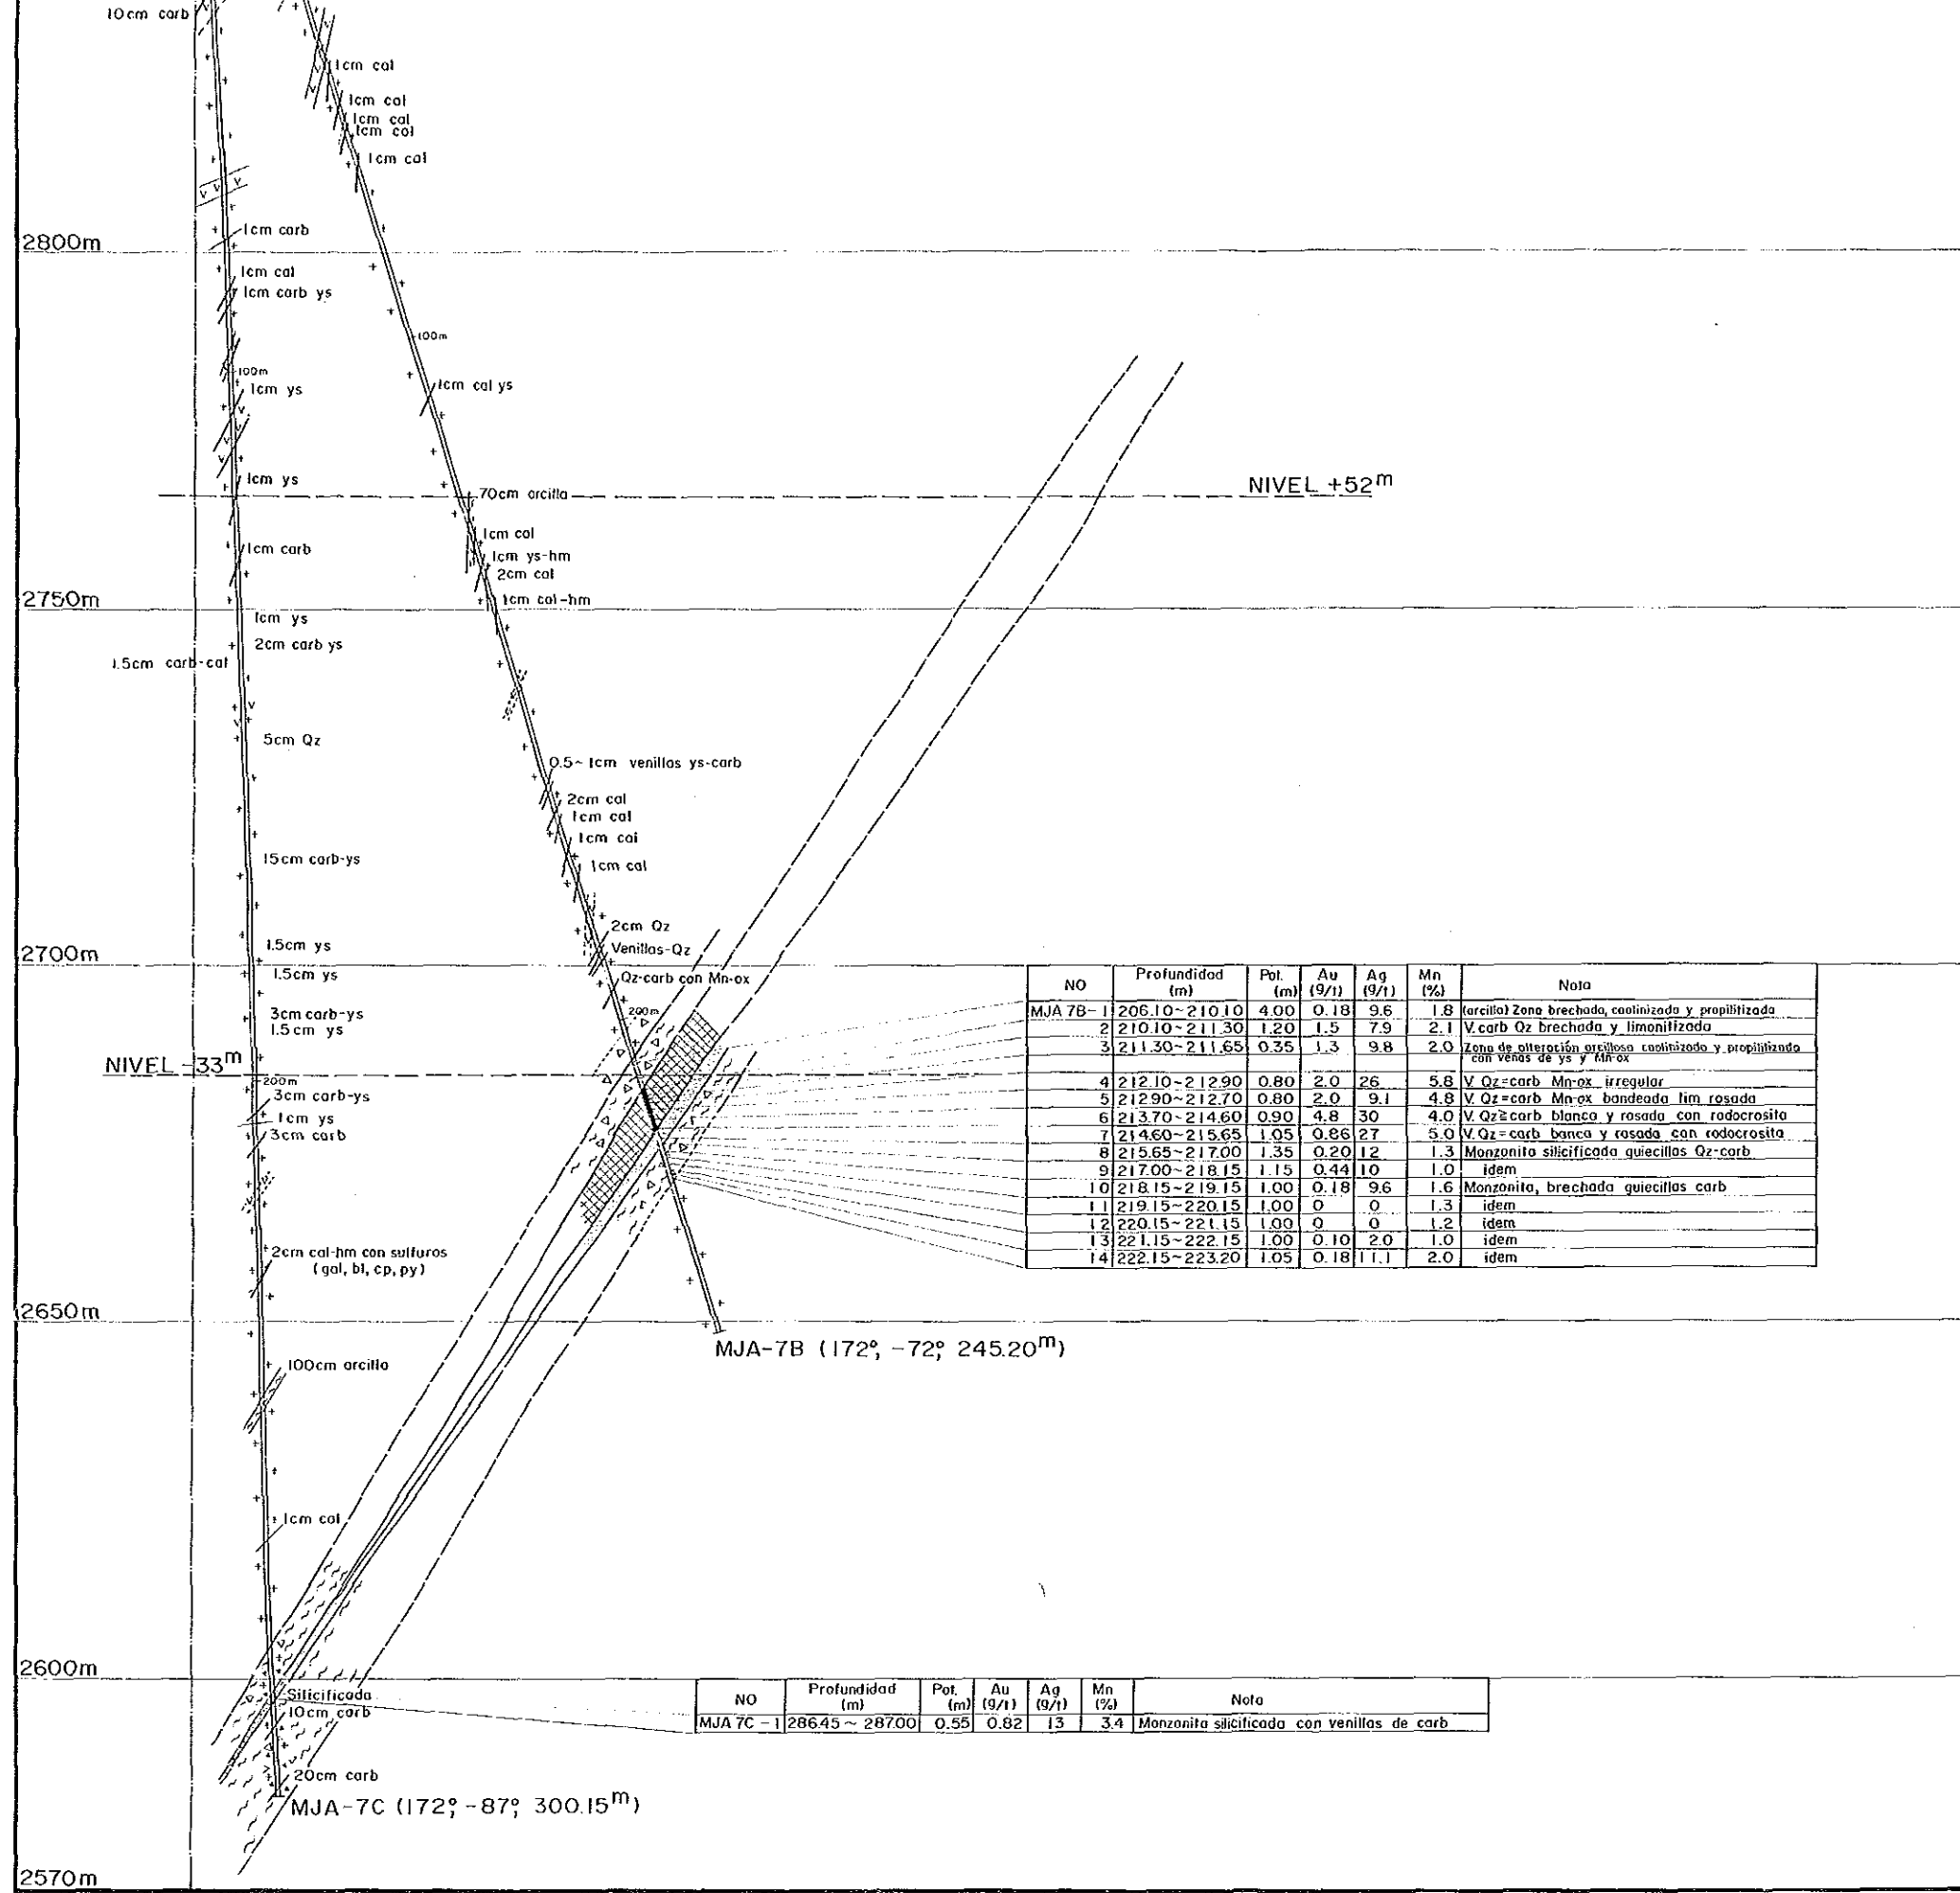 10cm carb
1cm cal
1cm cal
1cm cal
1cm cal
1cm cal
1cm carb
2800m
1cm cal
1cm carb ys
100m
100m
1cm ys
1cm cal ys
1cm ys
70cm arcilla
NIVEL +52m
1cm cal
1cm carb
1cm ys-hm
2cm cal
1cm cal-hm
2750m
1cm ys
2cm carb ys
1.5cm carb-cal
5cm Qz
0.5~1cm venillas ys-carb
2cm cal
1cm cal
1cm cal
15cm carb-ys
1cm cal
2cm Qz
1.5cm ys
Venillas-Qz
2700m
1.5cm ys
Qz-carb con Mn-ox
200m
3cm carb-ys
1.5cm ys
NIVEL -33m
200m
3cm carb-ys
1cm ys
3cm carb
NO Profundidad (m) Pot. (m) Au (g/t) Ag (g/t) Mn (%) Nota
MJA 7B-1 206.10~210.10 4.00 0.18 9.6 1.8 (arcilla) Zona brechada, caolinizada y propilitizada
2 210.10~211.30 1.20 1.5 7.9 2.1 V. carb Qz brechada y limonitizada
3 211.30~211.65 0.35 1.3 9.8 2.0 Zona de alteración arcillosa caolinizado y propilitizado
con venas de ys y Mn-ox
4 212.10~212.90 0.80 2.0 26 5.8 V. Qz=carb Mn-ox irregular
5 212.90~212.70 0.80 2.0 9.1 4.8 V. Qz=carb Mn-ox bandeada lim rosada
6 213.70~214.60 0.90 4.8 30 4.0 V. Qz≧carb blanca y rosada con rodocrosita
7 214.60~215.65 1.05 0.86 27 5.0 V. Qz=carb banca y rosada con rodocrosita
8 215.65~217.00 1.35 0.20 12 1.3 Monzonita silicificada guiecillas Qz-carb
9 217.00~218.15 1.15 0.44 10 1.0 idem
10 218.15~219.15 1.00 0.18 9.6 1.6 Monzonita, brechada guiecillas carb
11 219.15~220.15 1.00 0 0 1.3 idem
12 220.15~221.15 1.00 0 0 1.2 idem
13 221.15~222.15 1.00 0.10 2.0 1.0 idem
14 222.15~223.20 1.05 0.18 11.1 2.0 idem
2cm cal-hm con sulfuros
(gal, bl, cp, py)
2650m
MJA-7B (172°, -72°, 245.20m)
100cm arcilla
1cm cal
2600m
Silicificada
10cm carb
NO Profundidad (m) Pot. (m) Au (g/t) Ag (g/t) Mn (%) Nota
MJA 7C-1 286.45~287.00 0.55 0.82 13 3.4 Monzonita silicificada con venillas de carb
20cm carb
MJA-7C (172°, -87°, 300.15m)
2570m